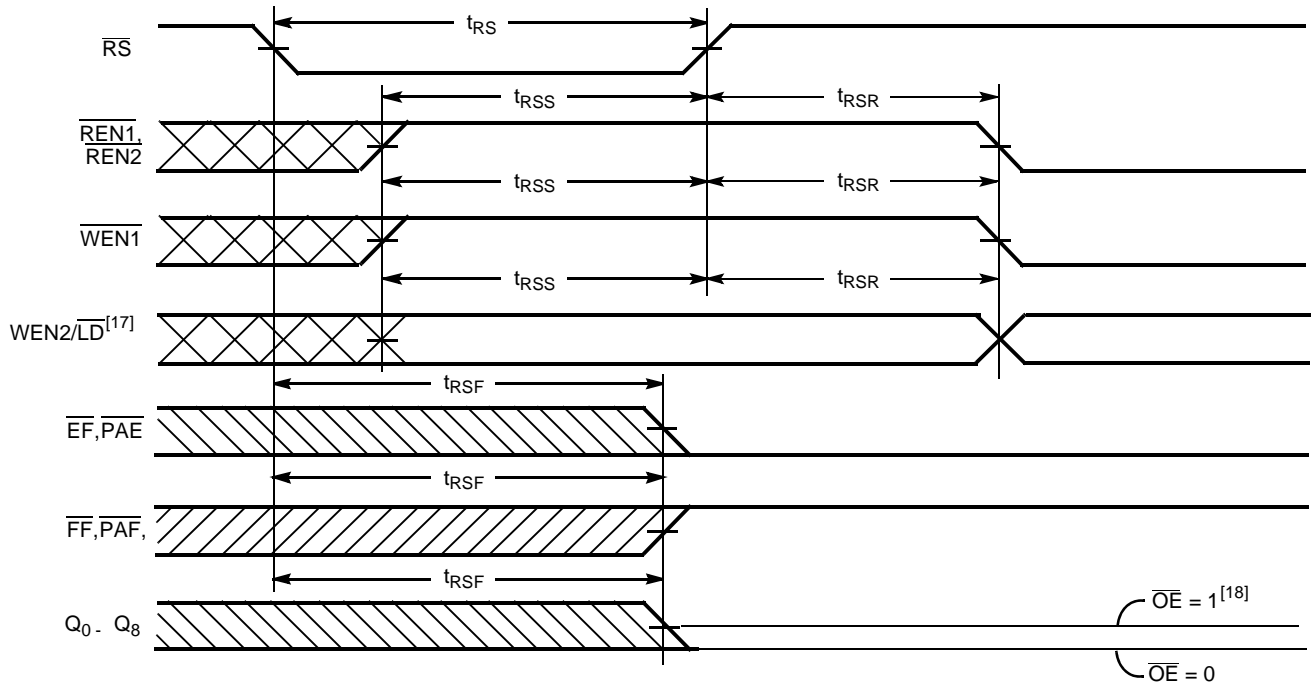 RS
tRS
tRSS
tRSR
REN1,
REN2
tRSS
tRSR
WEN1
tRSS
tRSR
WEN2/LD[17]
tRSF
EF,PAE
tRSF
FF,PAF,
tRSF
Q0 - Q8
OE = 1[18]
OE = 0